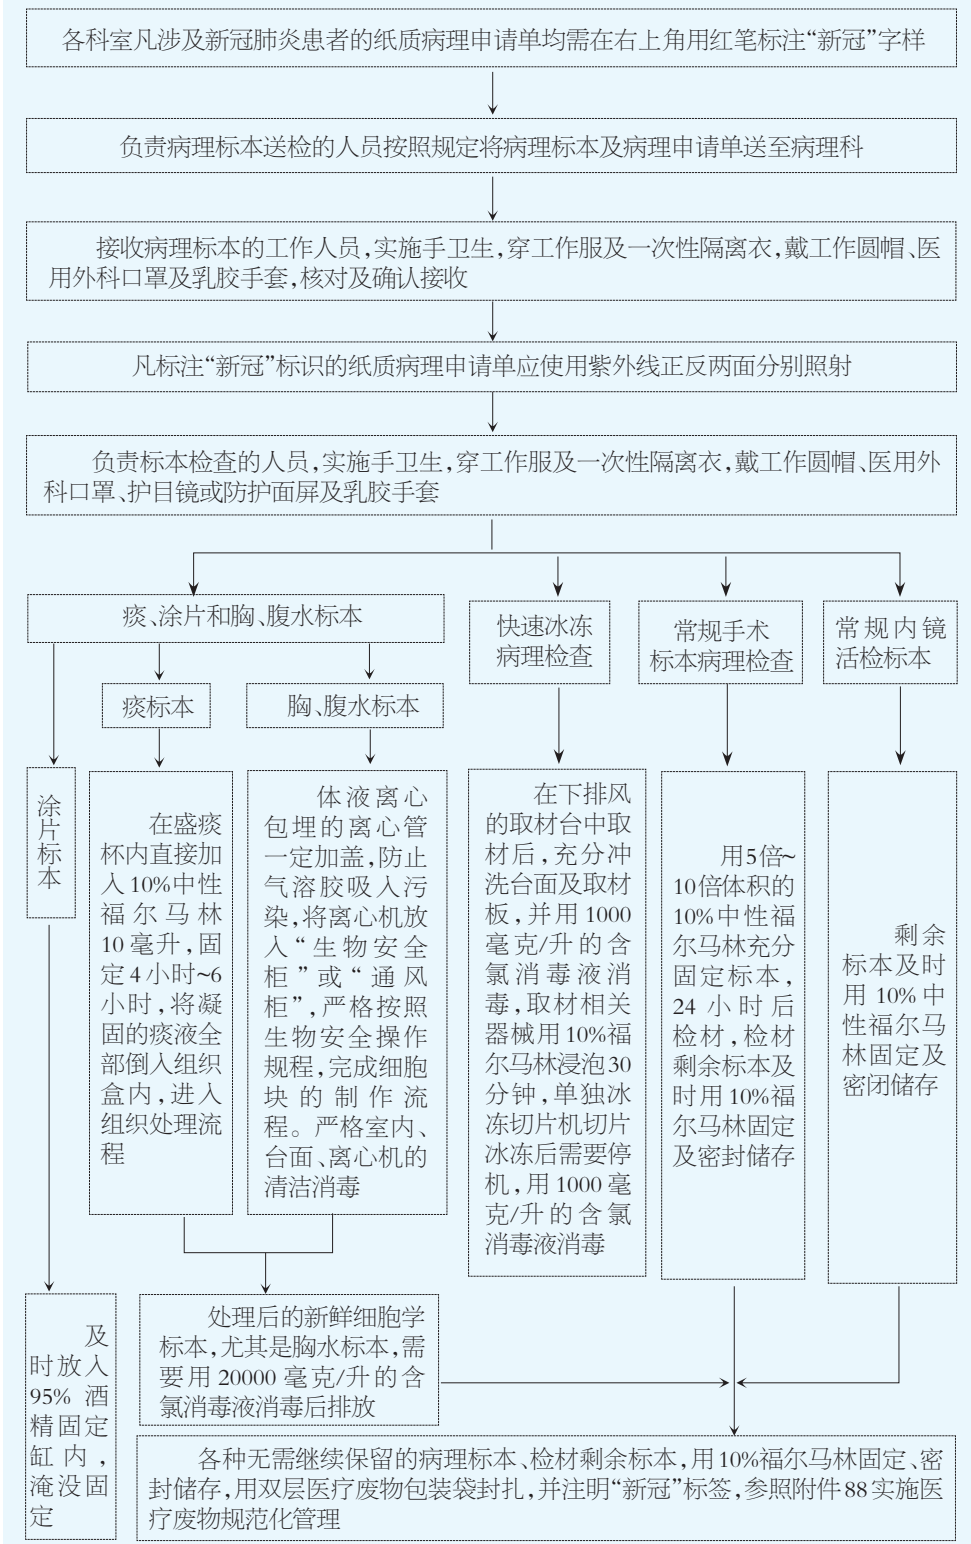 各科室凡涉及新冠肺炎患者的纸质病理申请单均需在右上角用红笔标注“新冠”字样
负责病理标本送检的人员按照规定将病理标本及病理申请单送至病理科
接收病理标本的工作人员,实施手卫生,穿工作服及一次性隔离衣,戴工作圆帽、医
用外科口罩及乳胶手套,核对及确认接收
凡标注“新冠”标识的纸质病理申请单应使用紫外线正反两面分别照射
负责标本检查的人员,实施手卫生,穿工作服及一次性隔离衣,戴工作圆帽、医用外
科口罩、护目镜或防护面屏及乳胶手套
痰、涂片和胸、腹水标本
快速冰冻
病理检查
常规手术
标本病理检查
常规内镜
活检标本
痰标本
胸、腹水标本
涂
片
标
本
在盛痰
杯内直接加
入10%中性
福尔马林
10毫升,固
定4小时~6
小时,将凝
固的痰液全
部倒入组织
盒内,进入
组织处理流
程
体液离心
包埋的离心管
一定加盖,防止
气溶胶吸入污
染,将离心机放
入“生物安全
柜”或“通风
柜”,严格按照
生物安全操作
规程,完成细胞
块的制作流
程。严格室内、
台面、离心机的
清洁消毒
在下排风
的取材台中取
材后,充分冲
洗台面及取材
板,并用1000
毫克/升的含
氯消毒液消
毒,取材相关
器械用10%福
尔马林浸泡30
分钟,单独冰
冻切片机切片
冰冻后需要停
机,用1000毫
克/升的含氯
消毒液消毒
用5倍~
10倍体积的
10%中性福
尔马林充分
固定标本,
24小时后
检材,检材
剩余标本及
时用10%福
尔马林固定
及密封储存
剩余
标本及时
用10%中
性福尔马
林固定及
密闭储存
及
时放入
95%酒
精固定
缸内,
淹没固
定
处理后的新鲜细胞学
标本,尤其是胸水标本,需
要用20000毫克/升的含
氯消毒液消毒后排放
各种无需继续保留的病理标本、检材剩余标本,用10%福尔马林固定、密
封储存,用双层医疗废物包装袋封扎,并注明“新冠”标签,参照附件88实施医
疗废物规范化管理